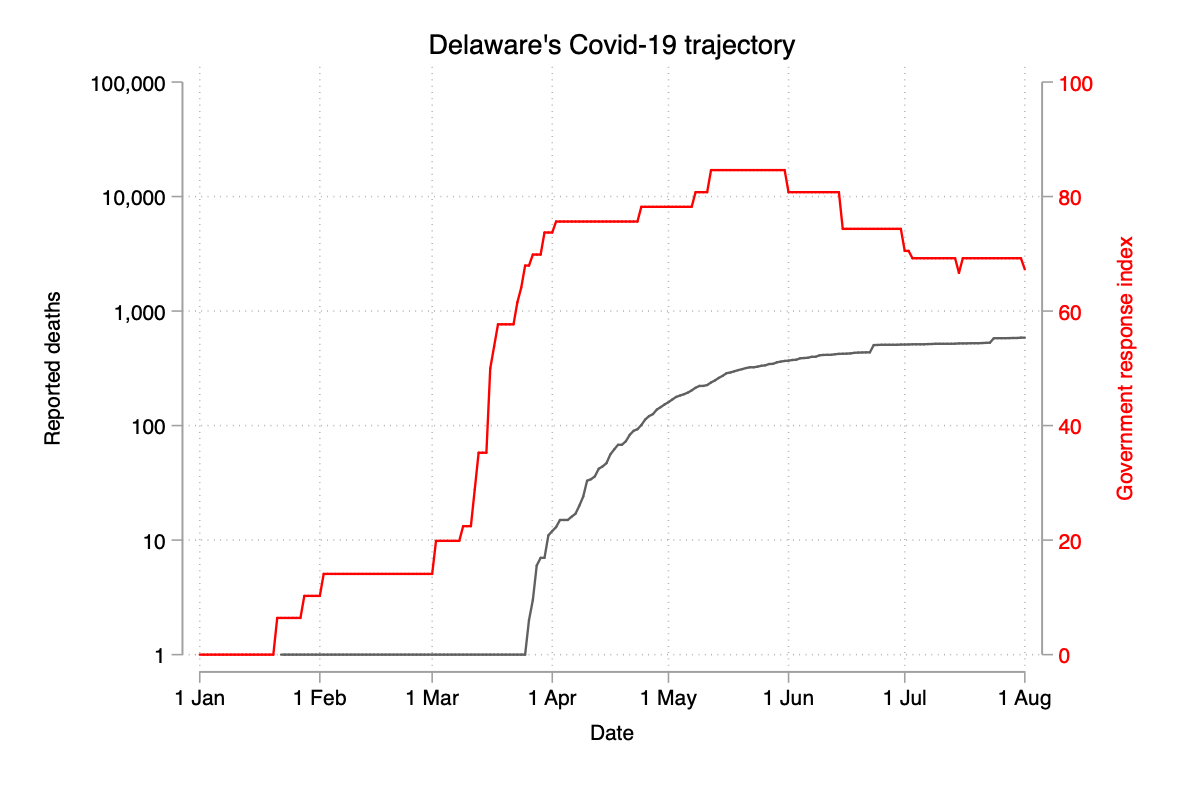 Delaware's Covid-19 trajectory
100,000
10,000
1,000
100
10
1
Reported deaths
100
80
60
40
20
0
Government response index
1 Jan
1 Feb
1 Mar
1 Apr
1 May
1 Jun
1 Jul
1 Aug
Date